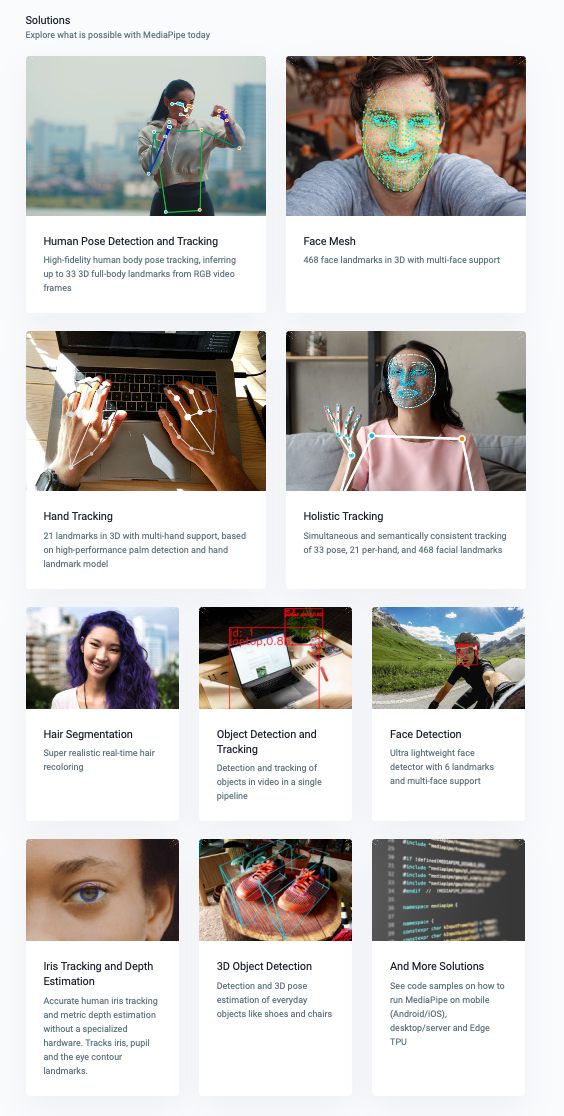 Solutions
Explore what is possible with MediaPipe today
Human Pose Detection and Tracking
High-fidelity human body pose tracking, inferring
up to 33 3D full-body landmarks from RGB video
frames
Face Mesh
468 face landmarks in 3D with multi-face support
Hand Tracking
21 landmarks in 3D with multi-hand support, based
on high-performance palm detection and hand
landmark model
Holistic Tracking
Simultaneous and semantically consistent tracking
of 33 pose, 21 per-hand, and 468 facial landmarks
Hair Segmentation
Super realistic real-time hair
recoloring
Object Detection and
Tracking
Detection and tracking of
objects in video in a single
pipeline
Face Detection
Ultra lightweight face
detector with 6 landmarks
and multi-face support
Iris Tracking and Depth
Estimation
Accurate human iris tracking
and metric depth estimation
without a specialized
hardware. Tracks iris, pupil
and the eye contour
landmarks.
3D Object Detection
Detection and 3D pose
estimation of everyday
objects like shoes and chairs
#include
#include
namespace mediapipe {
namespace {
constexpr char
constexpr char
And More Solutions
See code samples on how to
run MediaPipe on mobile
(Android/iOS),
desktop/server and Edge
TPU